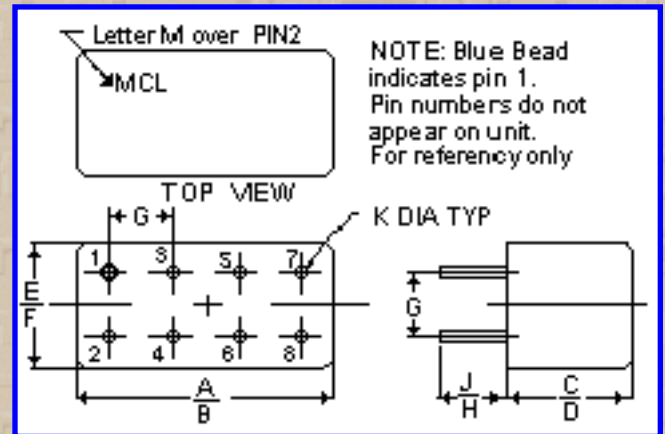 Letter M over PIN2
MCL
NOTE: Blue Bead
indicates pin 1.
Pin numbers do not
appear on unit.
For referency only
TOP VIEW
G
K DIA TYP
1 3 5 7
E
F
2 4 6 8
A
B
G
J
H
C
D